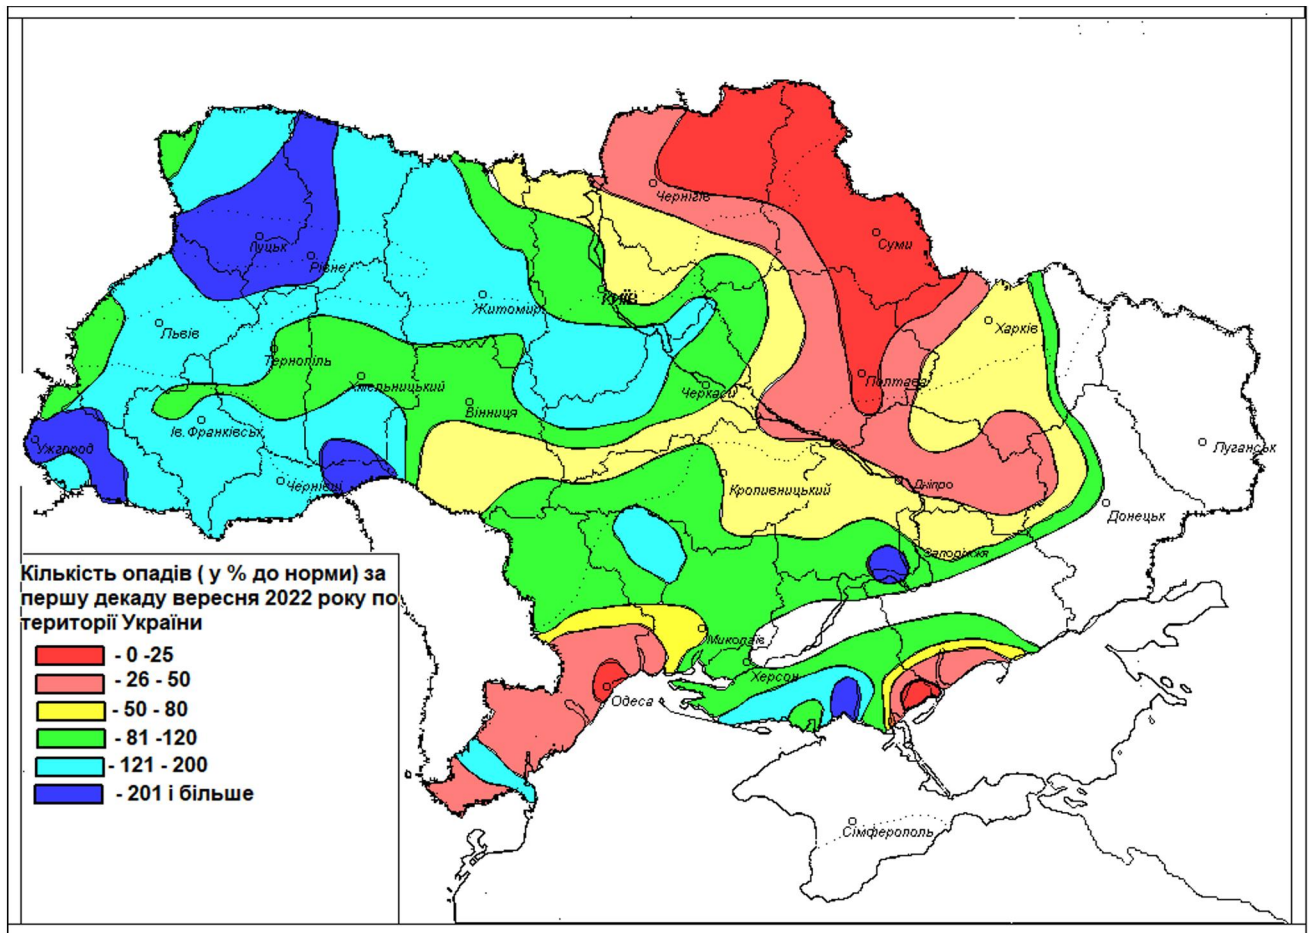 Чернігів
Суми
Луцьк
Рівне
КИЇВ
Житомир
Львів
Харків
Тернопіль
Хмельницький
Полтава
Черкаси
Вінниця
Ів. Франківськ
Ужгород
Луганськ
Чернівці
Кропивницький
Дніпро
Донецьк
Запоріжжя
Миколаїв
Херсон
Одеса
Сімферополь
Кількість опадів ( у % до норми) за
першу декаду вересня 2022 року по
території України
- 0 -25
- 26 - 50
- 50 - 80
- 81 -120
- 121 - 200
- 201 і більше